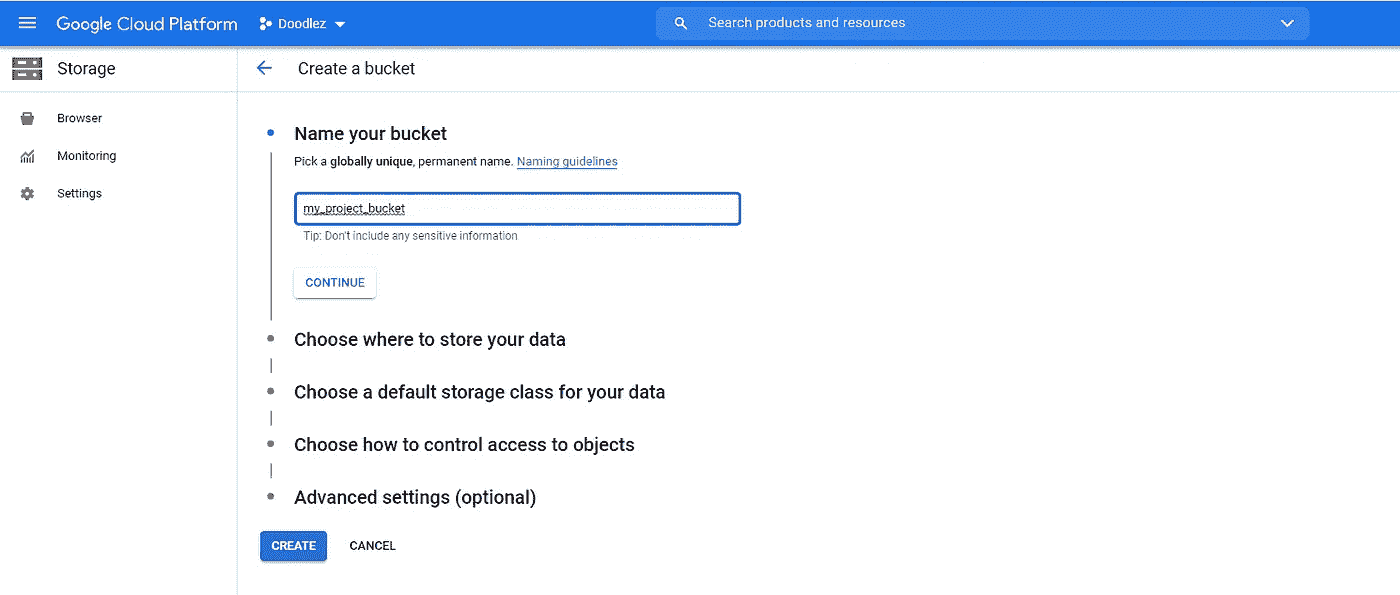 Google Cloud Platform
Doodlez
Search products and resources
Storage
Create a bucket
Browser
Monitoring
Settings
Name your bucket
Pick a globally unique, permanent name. Naming guidelines
my_project_bucket
Tip: Don't include any sensitive information
CONTINUE
Choose where to store your data
Choose a default storage class for your data
Choose how to control access to objects
Advanced settings (optional)
CREATE
CANCEL